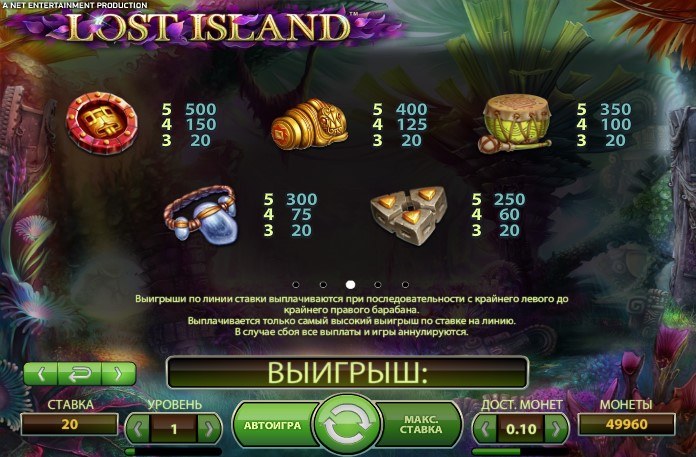 A NET ENTERTAINMENT PRODUCTION
LOST ISLAND™
5 500
4 150
3 20
5 400
4 125
3 20
5 350
4 100
3 20
5 300
4 75
3 20
5 250
4 60
3 20
Выигрыши по линии ставки выплачиваются при последовательности с крайнего левого до
крайнего правого барабана.
Выплачивается только самый высокий выигрыш по ставке на линию.
В случае сбоя все выплаты и игры аннулируются.
ВЫИГРЫШ:
СТАВКА
20
УРОВЕНЬ
1
АВТОИГРА
МАКС.
СТАВКА
ДОСТ. МОНЕТ
0.10
МОНЕТЫ
49960